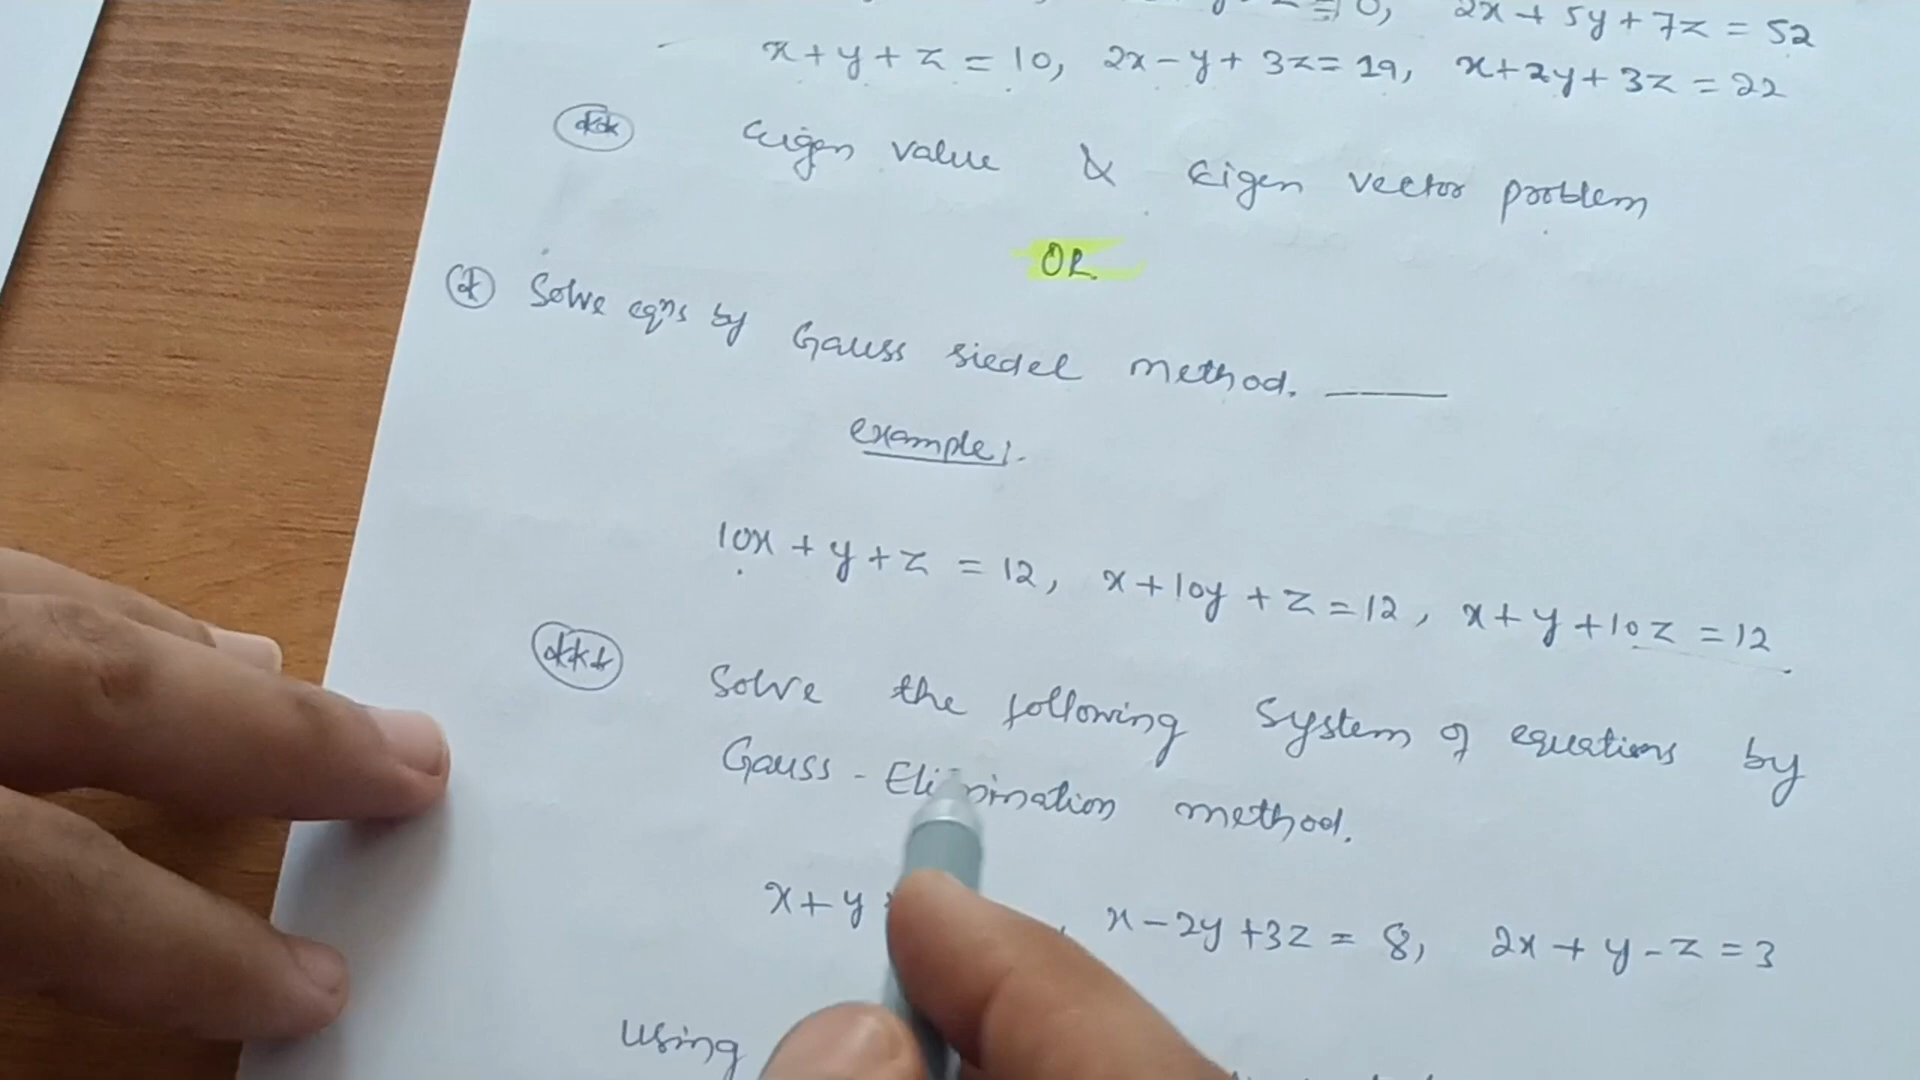 = 10, 2x + 5y + 7z = 52
x + y + z = 10, 2x - y + 3z = 19, x + 2y + 3z = 22
Eigen value & Eigen vector problem
OR
Solve eqns by Gauss siedel method.
example:
10x + y + z = 12, x + 10y + z = 12, x + y + 10z = 12
Solve the following System of equations by
Gauss - Elimination method.
x + y , x - 2y + 3z = 8, 2x + y - z = 3
Using